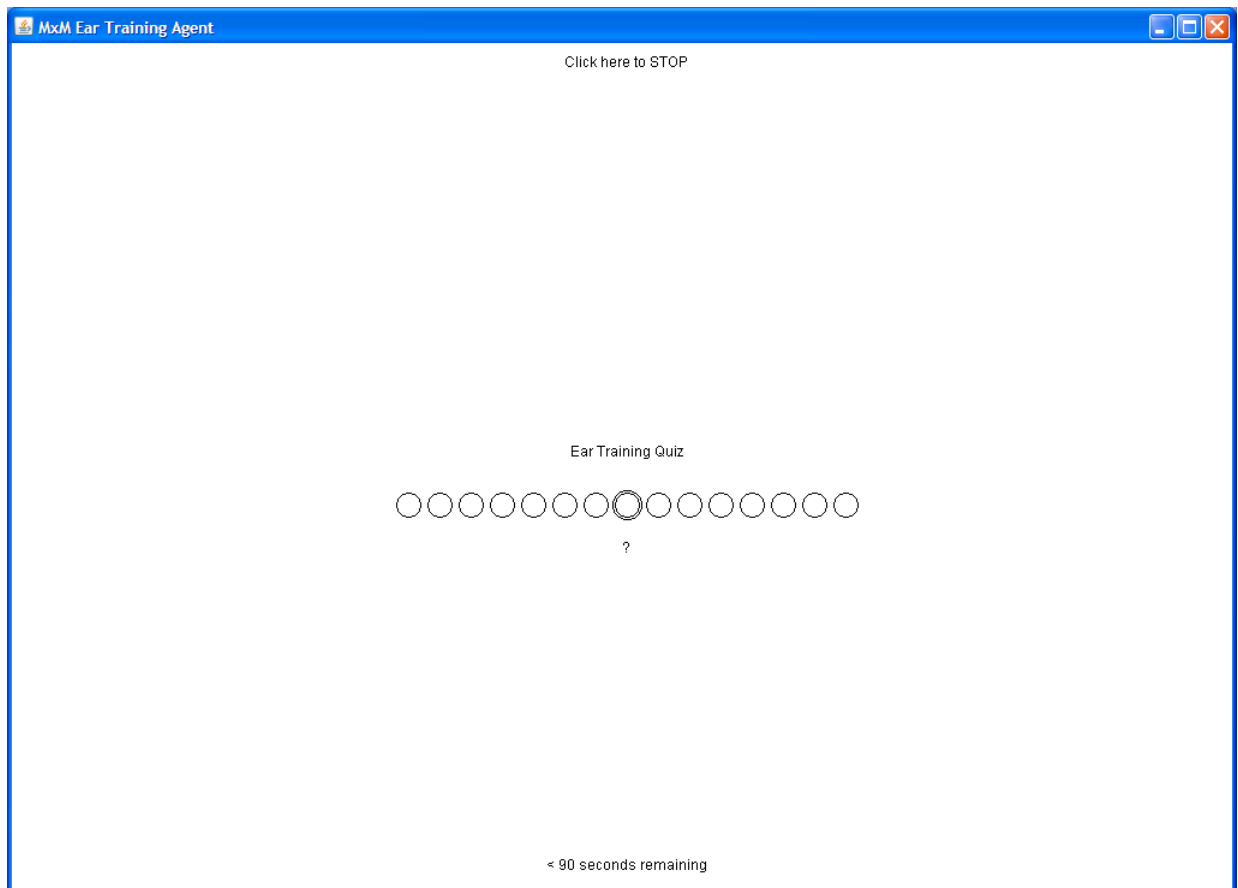 MxM Ear Training Agent
Click here to STOP
Ear Training Quiz
?
< 90 seconds remaining